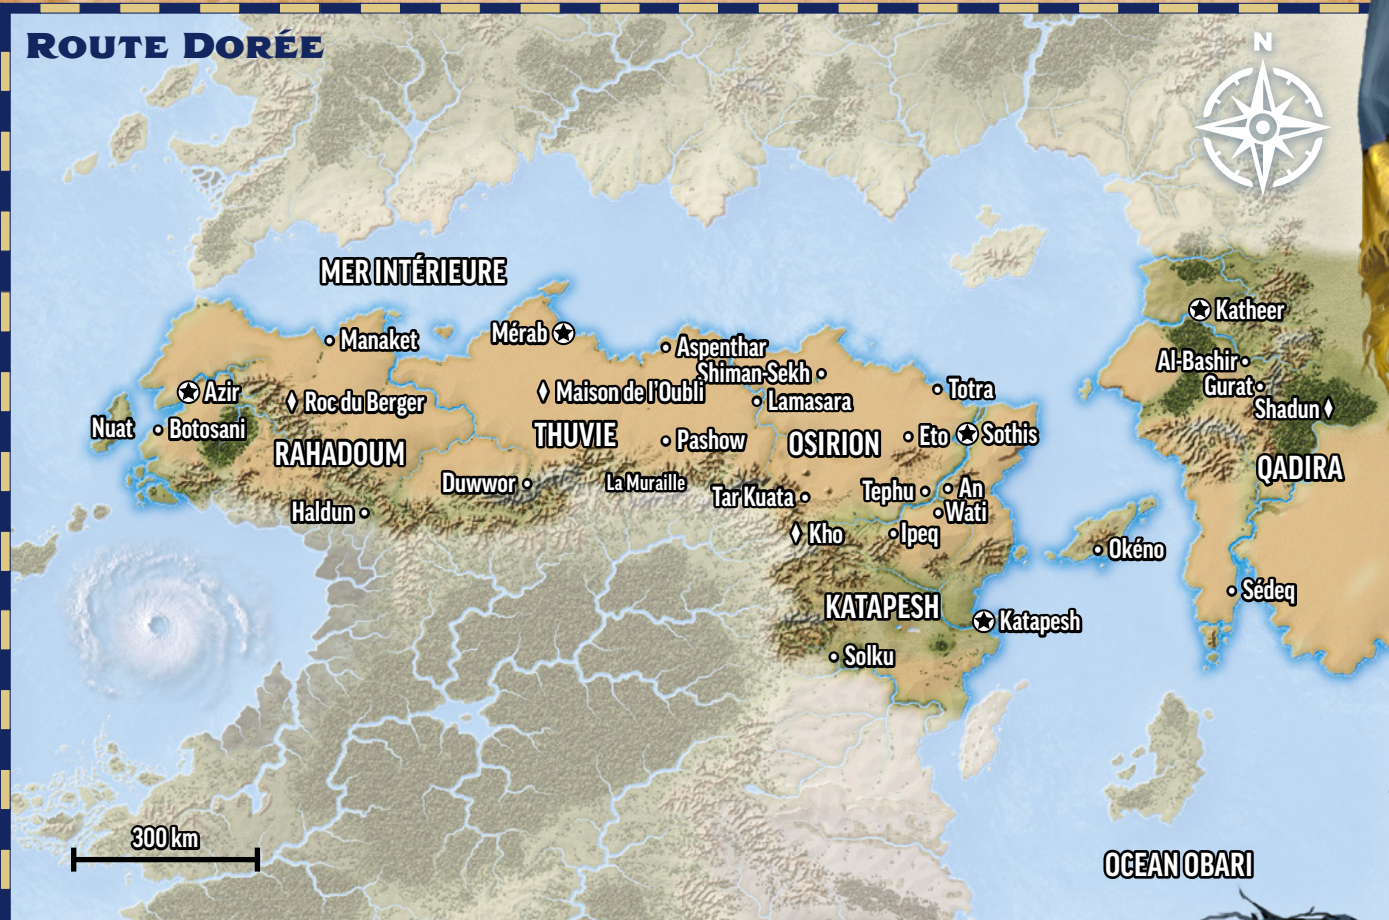 ROUTE DORÉE
N
MER INTÉRIEURE
Katheer
Manaket
Mérab
Aspenthar
Al-Bashir
Shiman-Sekh
Gurat
Azir
Roc du Berger
Maison de l'Oubli
Lamasara
Totra
Shadun
Nuat
Botosani
THUVIE
Pashow
OSIRION
Eto
Sothis
RAHADOUM
QADIRA
Duwwor
La Muraille
Tar Kuata
Tephu
An
Wati
Haldun
Kho
Ipeq
Okéno
Sédeq
KATAPESH
Katapesh
Solku
300 km
OCEAN OBARI